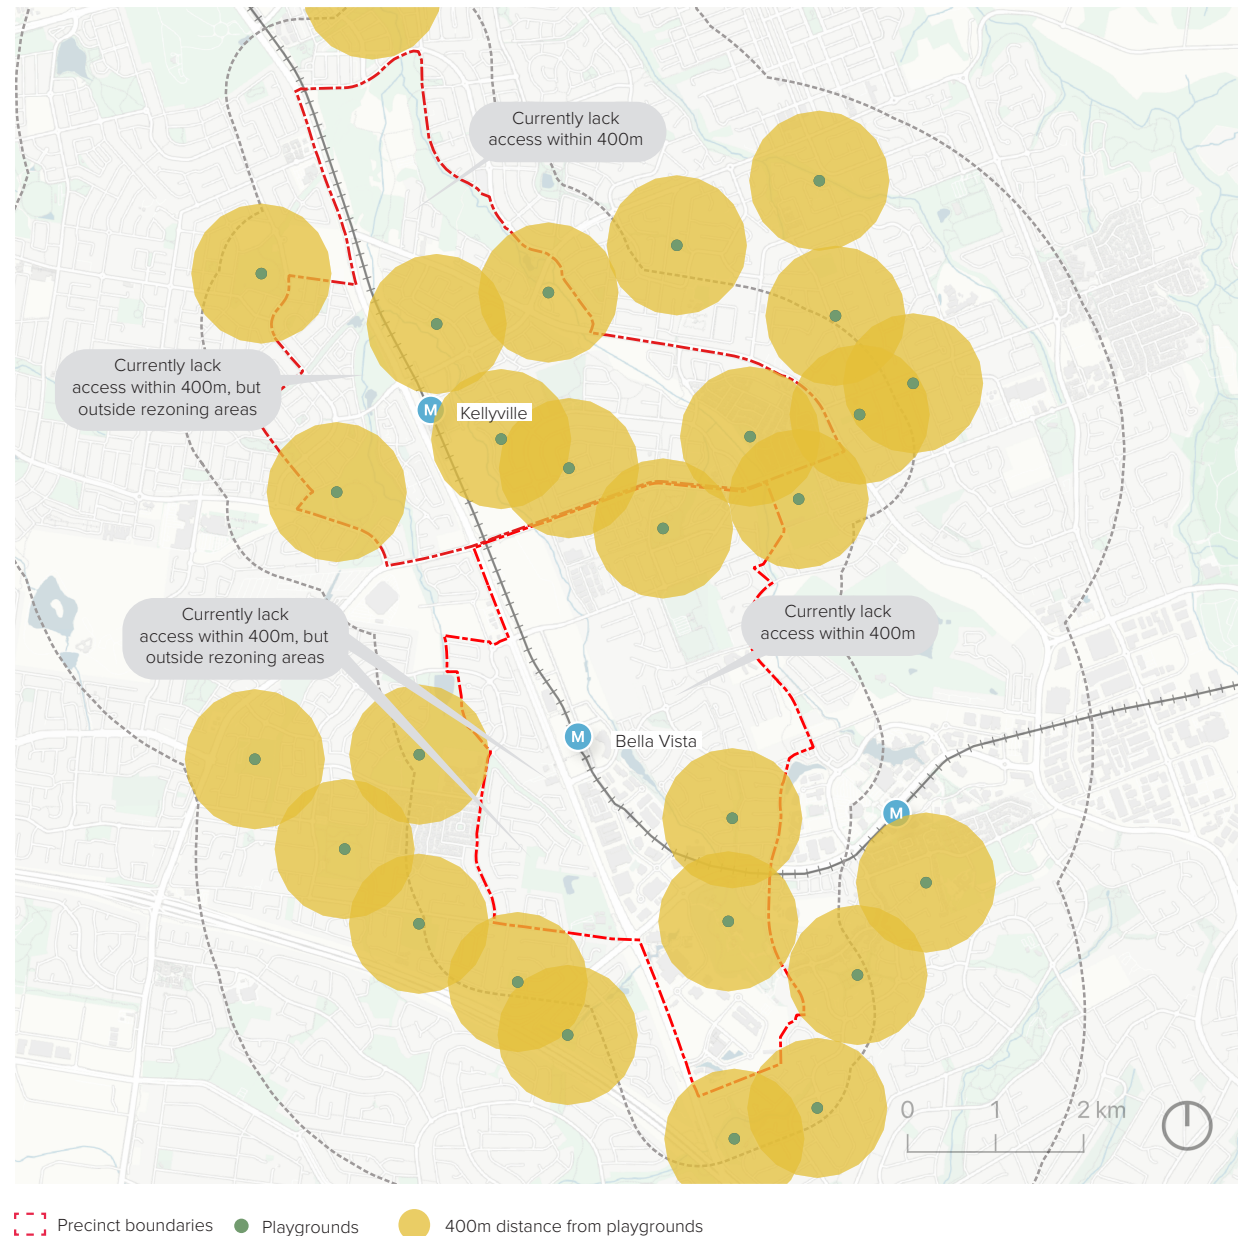 Currently lack
access within 400m
Currently lack
access within 400m, but
outside rezoning areas
M
Kellyville
Currently lack
access within 400m, but
outside rezoning areas
Currently lack
access within 400m
M
Bella Vista
M
0 1 2 km
Precinct boundaries
Playgrounds
400m distance from playgrounds